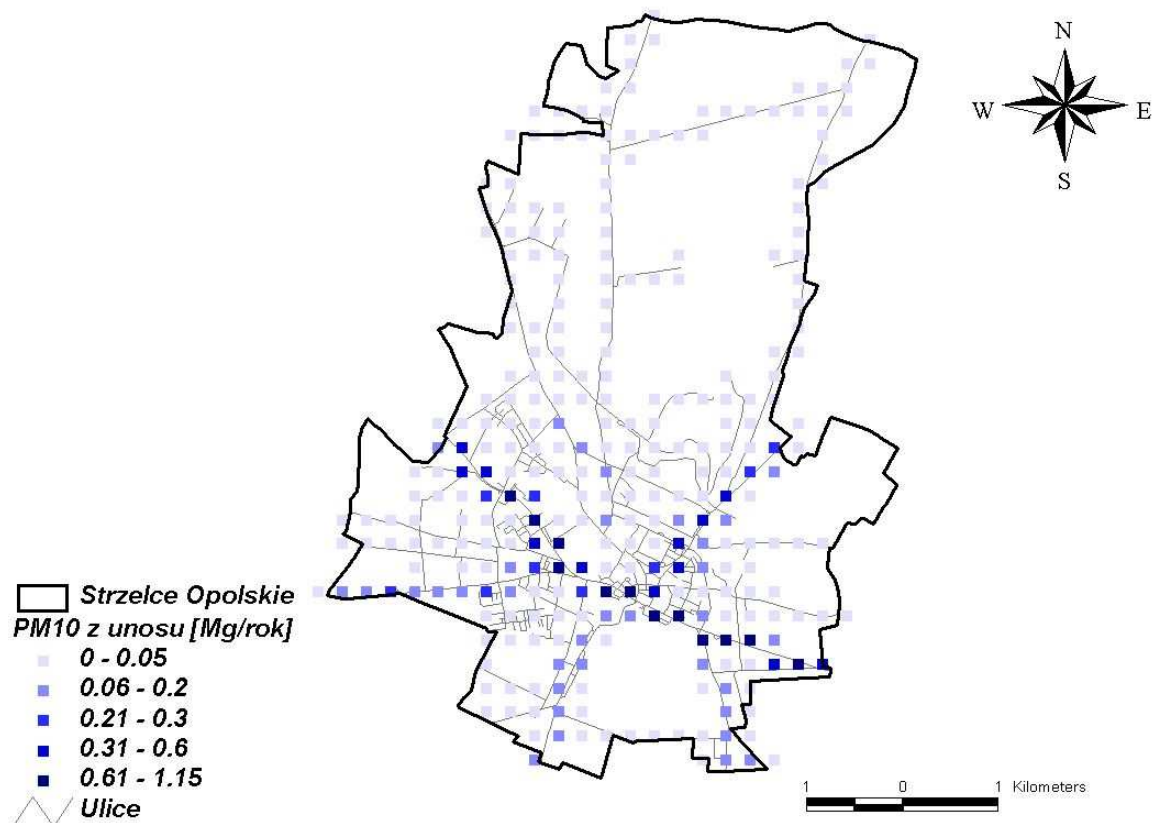 N
W E
S
Strzelce Opolskie
PM10 z unosu [Mg/rok]
0 - 0.05
0.06 - 0.2
0.21 - 0.3
0.31 - 0.6
0.61 - 1.15
Ulice
1 0 1 Kilometers